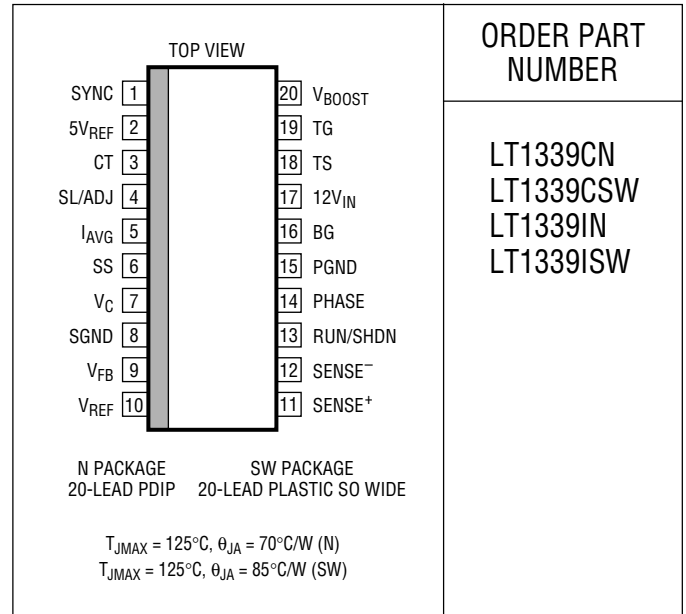 TOP VIEW
SYNC 1
5VREF 2
CT 3
SL/ADJ 4
IAVG 5
SS 6
VC 7
SGND 8
VFB 9
VREF 10
20 VBOOST
19 TG
18 TS
17 12VIN
16 BG
15 PGND
14 PHASE
13 RUN/SHDN
12 SENSE–
11 SENSE+
N PACKAGE
20-LEAD PDIP
SW PACKAGE
20-LEAD PLASTIC SO WIDE
TJMAX = 125°C, θJA = 70°C/W (N)
TJMAX = 125°C, θJA = 85°C/W (SW)
ORDER PART
NUMBER
LT1339CN
LT1339CSW
LT1339IN
LT1339ISW